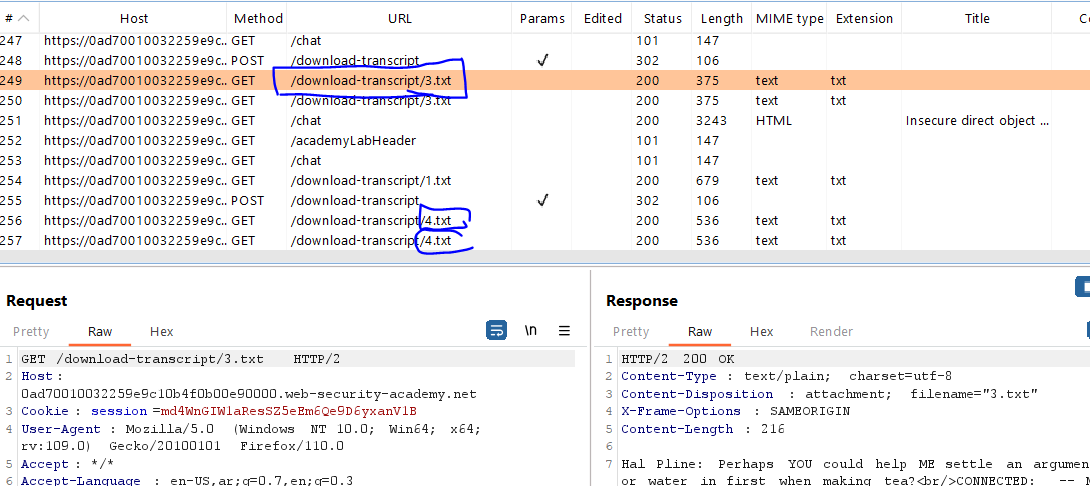 # Host Method URL Params Edited Status Length MIME type Extension Title
247 https://0ad70010032259e9c... GET /chat 101 147
248 https://0ad70010032259e9c... POST /download-transcript ✓ 302 106
249 https://0ad70010032259e9c... GET /download-transcript/3.txt 200 375 text txt
250 https://0ad70010032259e9c... GET /download-transcript/3.txt 200 375 text txt
251 https://0ad70010032259e9c... GET /chat 200 3243 HTML Insecure direct object ...
252 https://0ad70010032259e9c... GET /academyLabHeader 101 147
253 https://0ad70010032259e9c... GET /chat 101 147
254 https://0ad70010032259e9c... GET /download-transcript/1.txt 200 679 text txt
255 https://0ad70010032259e9c... POST /download-transcript ✓ 302 106
256 https://0ad70010032259e9c... GET /download-transcript/4.txt 200 536 text txt
257 https://0ad70010032259e9c... GET /download-transcript/4.txt 200 536 text txt
Request
Pretty Raw Hex \n
1 GET /download-transcript/3.txt HTTP/2
2 Host :
0ad70010032259e9c10b4f0b00e90000.web-security-academy.net
3 Cookie : session =md4WnGIWlaResSZ5eEm6Qe9D6yxanVlB
4 User-Agent : Mozilla/5.0 (Windows NT 10.0; Win64; x64;
rv:109.0) Gecko/20100101 Firefox/110.0
5 Accept : */*
6 Accept-Language : en-US,ar;q=0.7,en;q=0.3
Response
Pretty Raw Hex Render
1 HTTP/2 200 OK
2 Content-Type : text/plain; charset=utf-8
3 Content-Disposition : attachment; filename="3.txt"
4 X-Frame-Options : SAMEORIGIN
5 Content-Length : 216
6
7 Hal Pline: Perhaps YOU could help ME settle an argumen
or water in first when making tea?<br/>CONNECTED: --